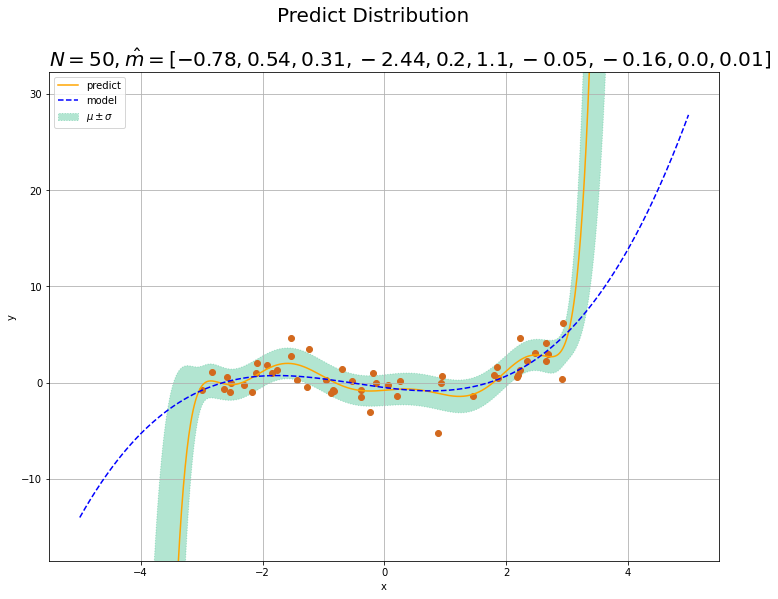 Predict Distribution
N = 50, m̂ = [−0.78, 0.54, 0.31, −2.44, 0.2, 1.1, −0.05, −0.16, 0.0, 0.01]
predict
model
μ ± σ
30
20
10
0
−10
y
−4 −2 0 2 4
x